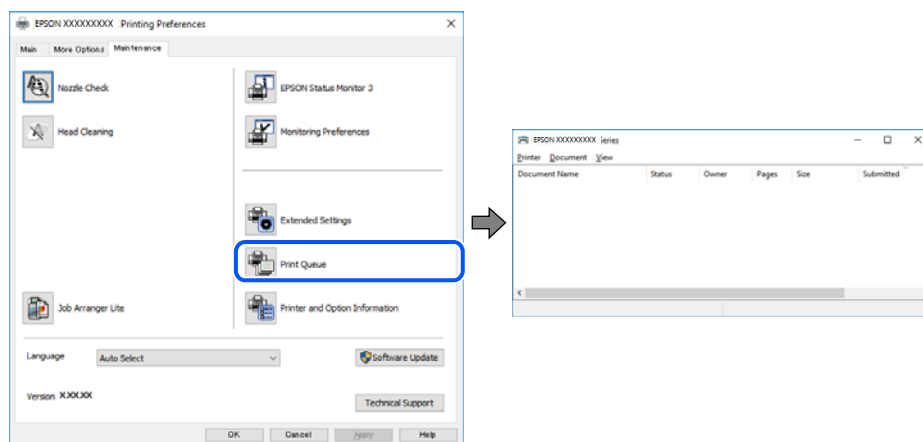 EPSON XXXXXXXXX Printing Preferences
Main More Options Maintenance
Nozzle Check
Head Cleaning
Job Arranger Lite
EPSON Status Monitor 3
Monitoring Preferences
Extended Settings
Print Queue
Printer and Option Information
Language Auto Select
Software Update
Version X.XX.XX
Technical Support
OK Cancel Apply Help
EPSON XXXXXXXXX ieries
Printer Document View
Document Name Status Owner Pages Size Submitted